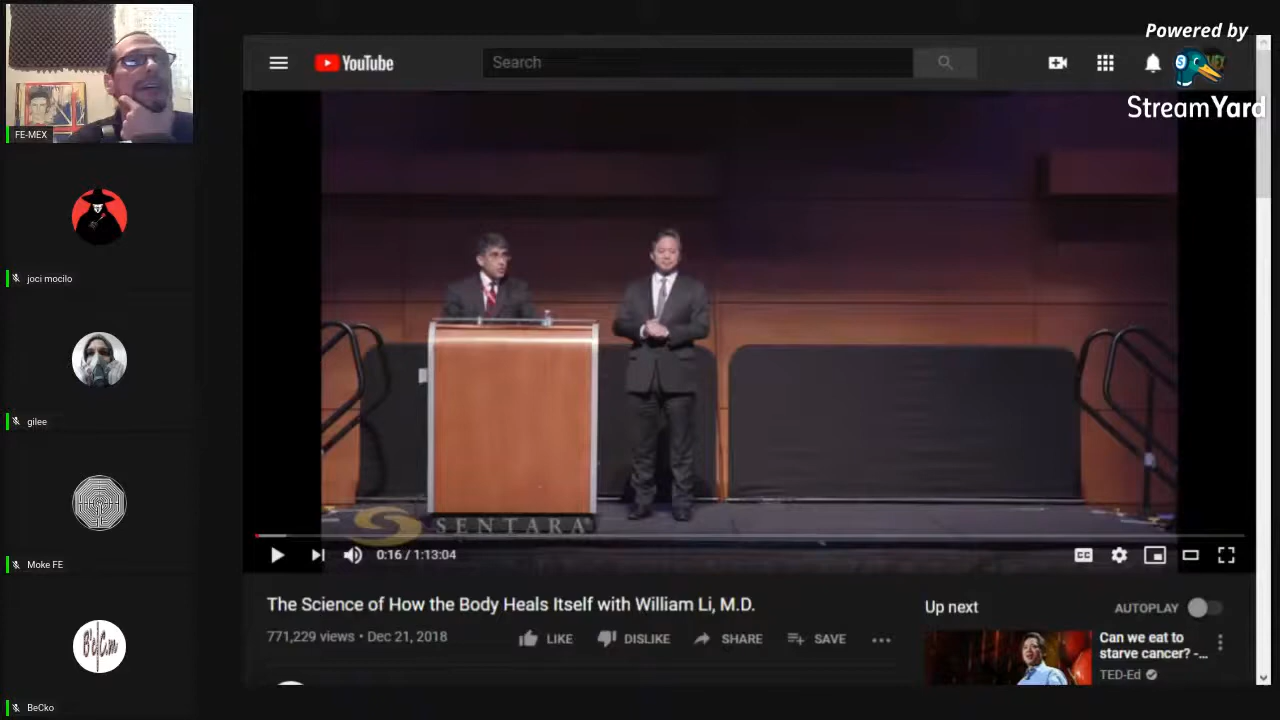 Powered by
StreamYard
FE-MEX
joci mocilo
gilee
Moke FE
BeCko
YouTube
Search
SENTARA
0:16 / 1:13:04
CC
The Science of How the Body Heals Itself with William Li, M.D.
771,229 views • Dec 21, 2018
LIKE
DISLIKE
SHARE
SAVE
Up next
AUTOPLAY
Can we eat to
starve cancer? -...
TED-Ed